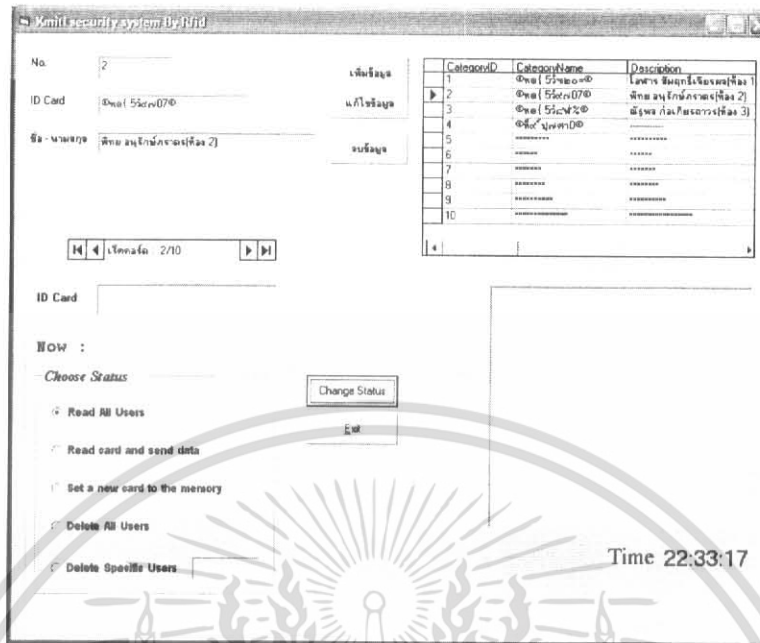 Kmitl security system By Rfid
No.
2
เพิ่มข้อมูล
ID Card
แก้ไขข้อมูล
ชื่อ - นามสกุล
พิทย อนุรักษ์ภราดร(ห้อง 2)
ลบข้อมูล
เร็คคอร์ด : 2/10
CategoryID CategoryName Description
1
2 พิทย อนุรักษ์ภราดร(ห้อง 2)
3
4
5
6
7
8
9
10
ID Card
Now :
Choose Status
Read All Users
Read card and send data
Set a new card to the memory
Delete All Users
Delete Specific Users
Change Status
Exit
Time 22:33:17